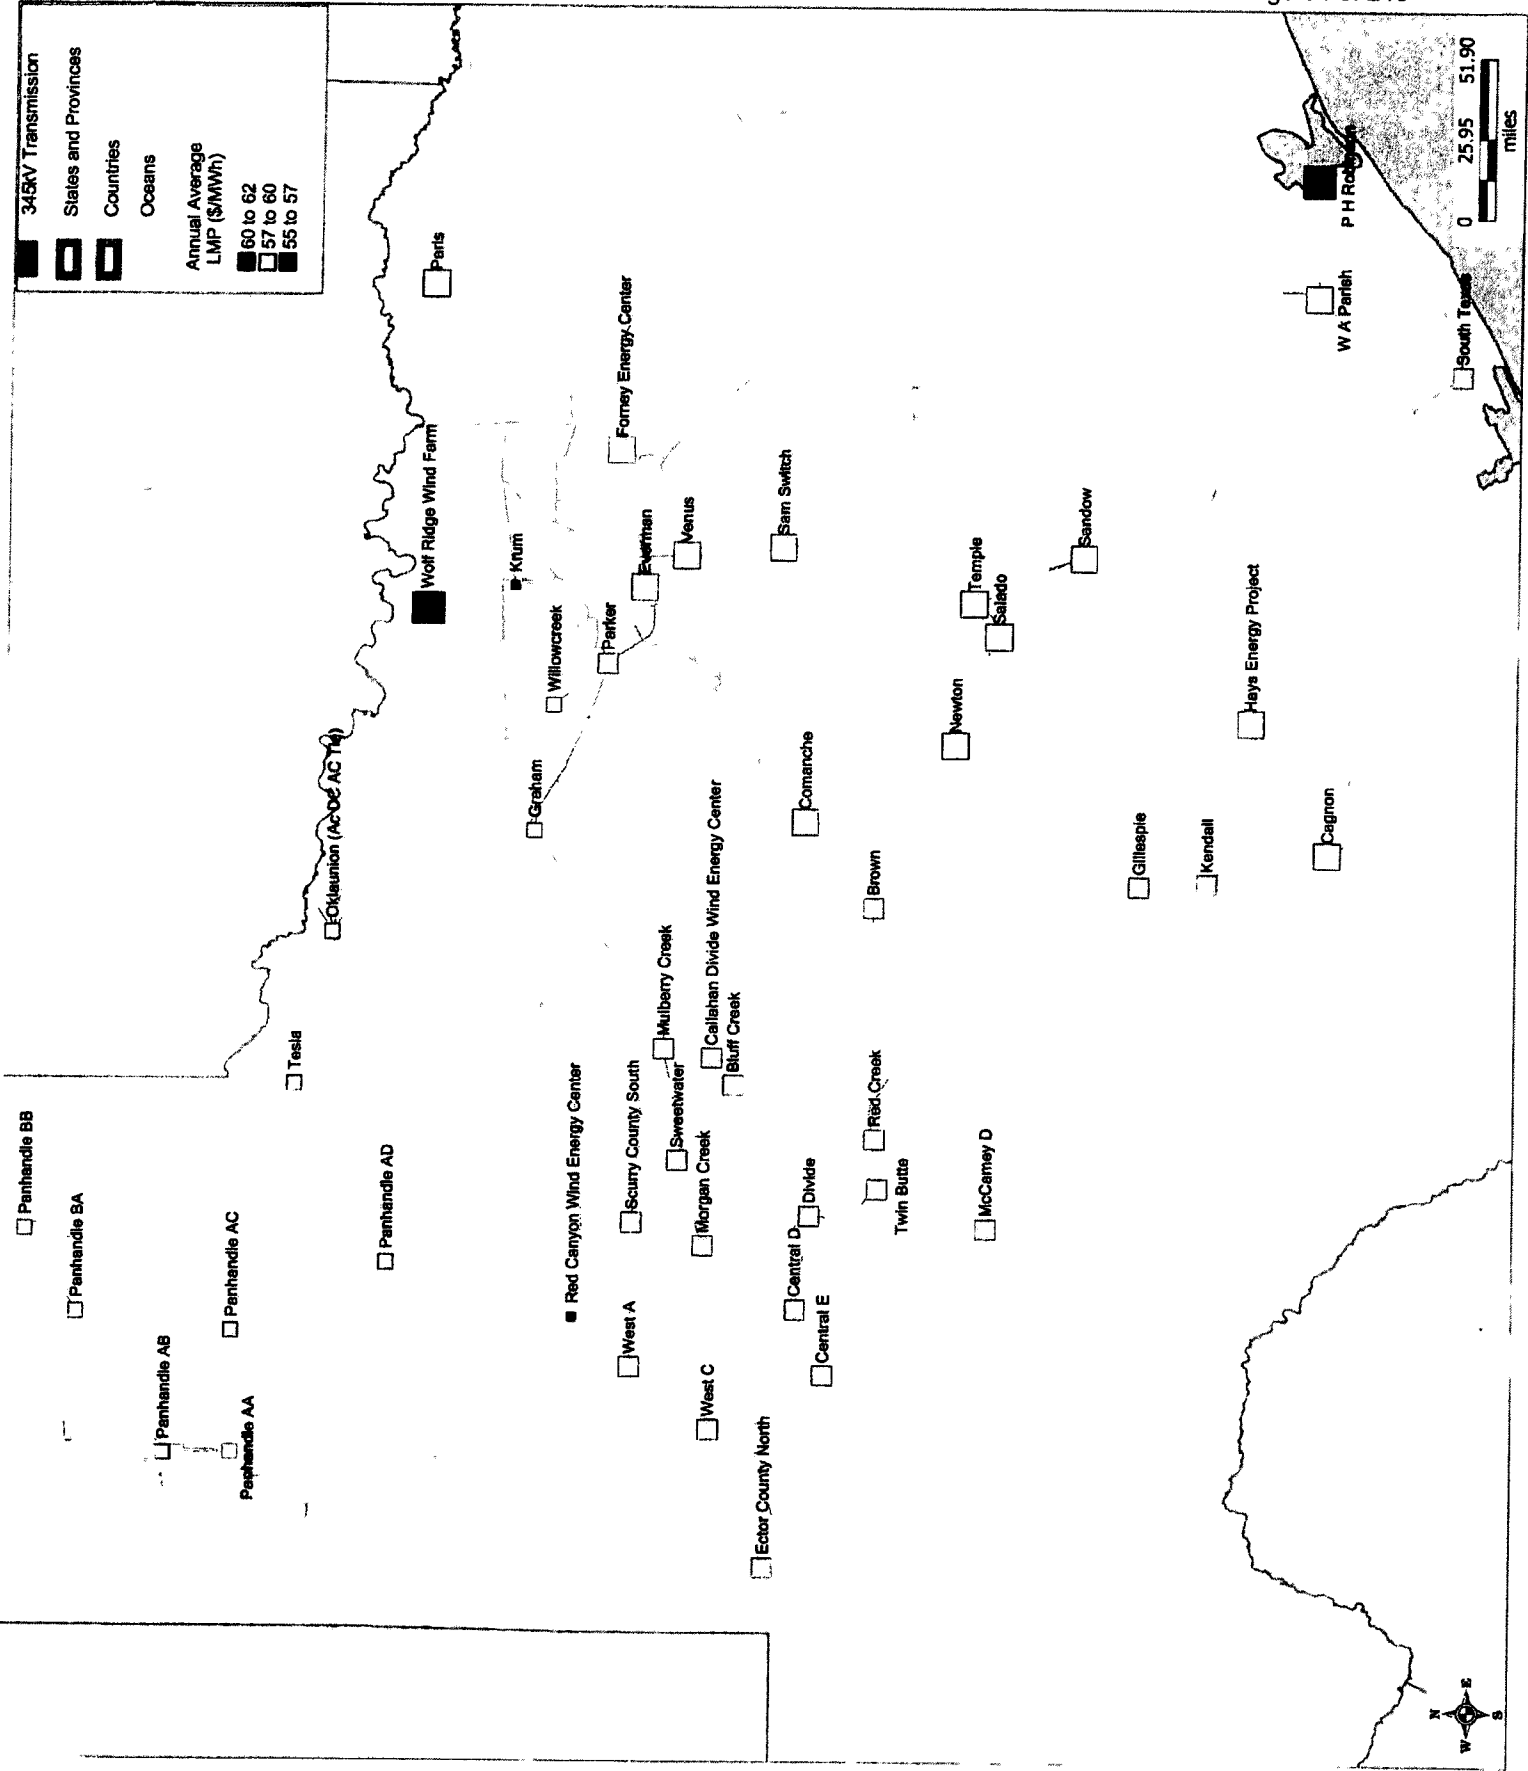 345kV Transmission
States and Provinces
Countries
Oceans
Annual Average
LMP ($/MWh)
60 to 62
57 to 60
55 to 57
Panhandle BB
Panhandle BA
Panhandle AB
Panhandle AC
Panhandle AA
Panhandle AD
Tesla
Oklaunion (Ac DC AC Tie)
Wolf Ridge Wind Farm
Paris
Krum
Graham
Willowcreek
Parker
Everman
Forney Energy Center
Venus
Red Canyon Wind Energy Center
West A
Scurry County South
Mulberry Creek
Sweetwater
West C
Morgan Creek
Callahan Divide Wind Energy Center
Bluff Creek
Ector County North
Sam Switch
Central D
Divide
Comanche
Central E
Red Creek
Brown
Twin Butte
Newton
Temple
McCamey D
Salado
Sandow
Gillespie
Kendall
Hays Energy Project
Cagnon
W A Parish
P H Robinson
South Texas
N
W
E
S
0 25.95 51.90
miles